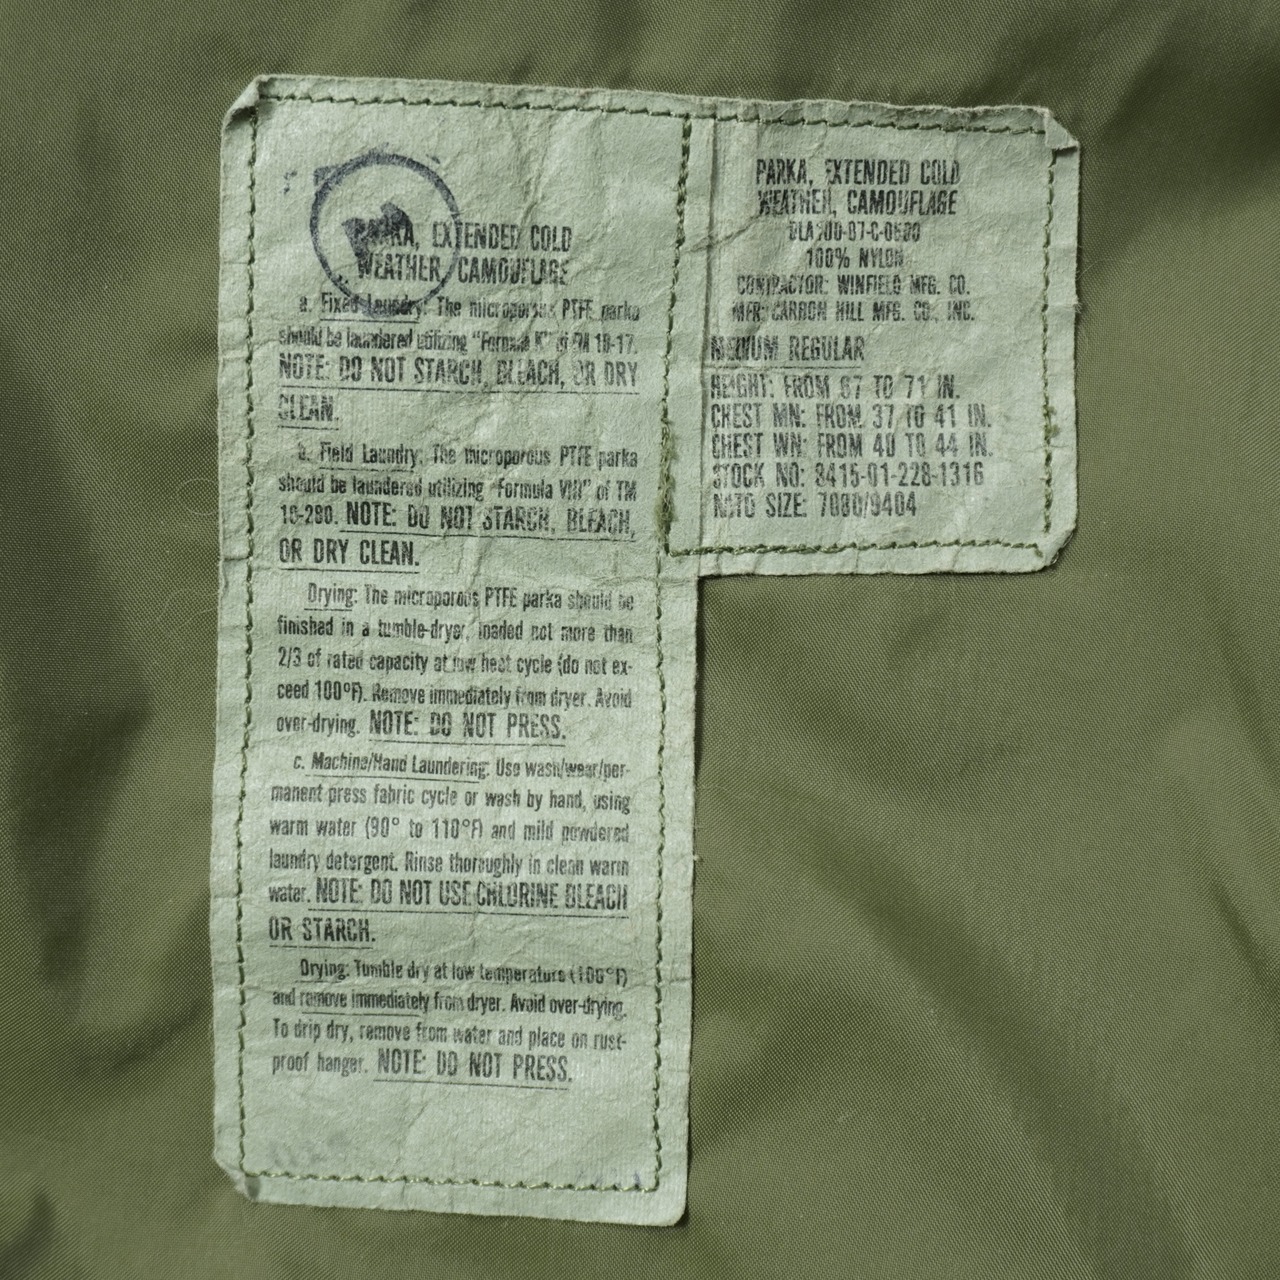 PARKA, EXTENDED COLD
WEATHER, CAMOUFLAGE
a. Fixed Laundry: The microporous PTFE parka
should be laundered utilizing "Formula II" of FM 10-17.
NOTE: DO NOT STARCH, BLEACH, OR DRY
CLEAN.
b. Field Laundry: The microporous PTFE parka
should be laundered utilizing "Formula VIII" of TM
10-280. NOTE: DO NOT STARCH, BLEACH,
OR DRY CLEAN.
Drying: The microporous PTFE parka should be
finished in a tumble-dryer, loaded not more than
2/3 of rated capacity at low heat cycle (do not ex-
ceed 100°F). Remove immediately from dryer. Avoid
over-drying. NOTE: DO NOT PRESS.
c. Machine/Hand Laundering: Use wash/wear/per-
manent press fabric cycle or wash by hand, using
warm water (90° to 110°F) and mild powdered
laundry detergent. Rinse thoroughly in clean warm
water. NOTE: DO NOT USE CHLORINE BLEACH
OR STARCH.
Drying: Tumble dry at low temperature (100°F)
and remove immediately from dryer. Avoid over-drying.
To drip dry, remove from water and place on rust-
proof hanger. NOTE: DO NOT PRESS.
PARKA, EXTENDED COLD
WEATHER, CAMOUFLAGE
100% NYLON
CONTRACTOR: WINFIELD MFG. CO.
MFR: CARBON HILL MFG. CO., INC.
MEDIUM REGULAR
HEIGHT: FROM 67 TO 71 IN.
CHEST MN: FROM 37 TO 41 IN.
CHEST WN: FROM 40 TO 44 IN.
STOCK NO: 8415-01-228-1316
NATO SIZE: 7080/9404